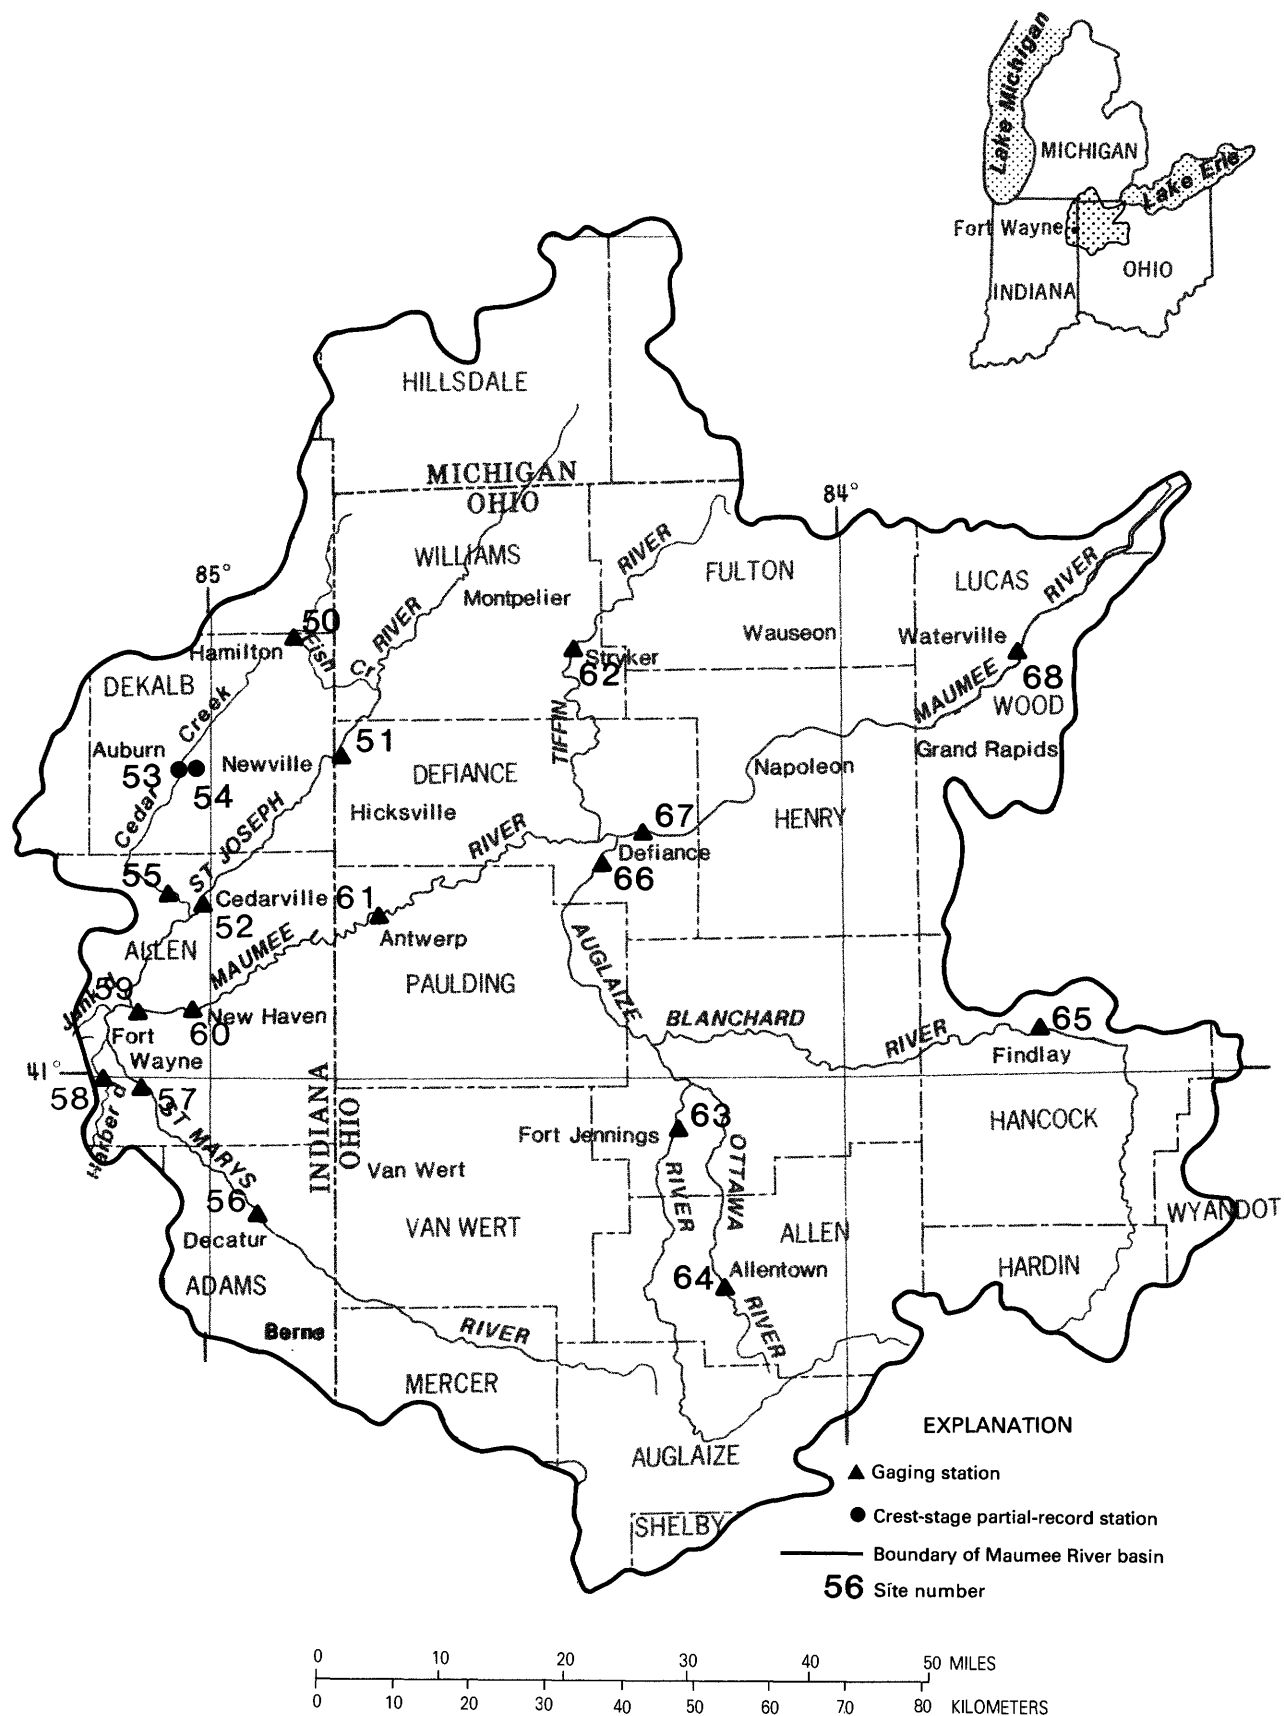 Lake Michigan
MICHIGAN
Lake Erie
Fort Wayne
OHIO
INDIANA
HILLSDALE
MICHIGAN
OHIO
84°
WILLIAMS
RIVER
FULTON
LUCAS
RIVER
85°
Montpelier
50
RIVER
Wauseon
Waterville
Hamilton
Fish Cr
Stryker
62
68
DEKALB
Creek
MAUMEE
WOOD
51
TIFFIN
Auburn
53
Newville
54
DEFIANCE
Napoleon
Grand Rapids
Cedar
ST JOSEPH
Hicksville
RIVER
67
HENRY
Defiance
55
66
Cedarville
61
52
Antwerp
ALLEN
MAUMEE
AUGLAIZE
PAULDING
59
Junk d
New Haven
60
BLANCHARD
RIVER
65
Fort
Wayne
Findlay
41°
58
57
Harber d
ST MARYS
INDIANA
OHIO
63
Fort Jennings
OTTAWA
HANCOCK
Van Wert
RIVER
56
WYANDOT
Decatur
VAN WERT
ALLEN
64
Allentown
HARDIN
ADAMS
RIVER
Berne
RIVER
MERCER
AUGLAIZE
SHELBY
EXPLANATION
Gaging station
Crest-stage partial-record station
Boundary of Maumee River basin
56 Site number
0 10 20 30 40 50 MILES
0 10 20 30 40 50 60 70 80 KILOMETERS